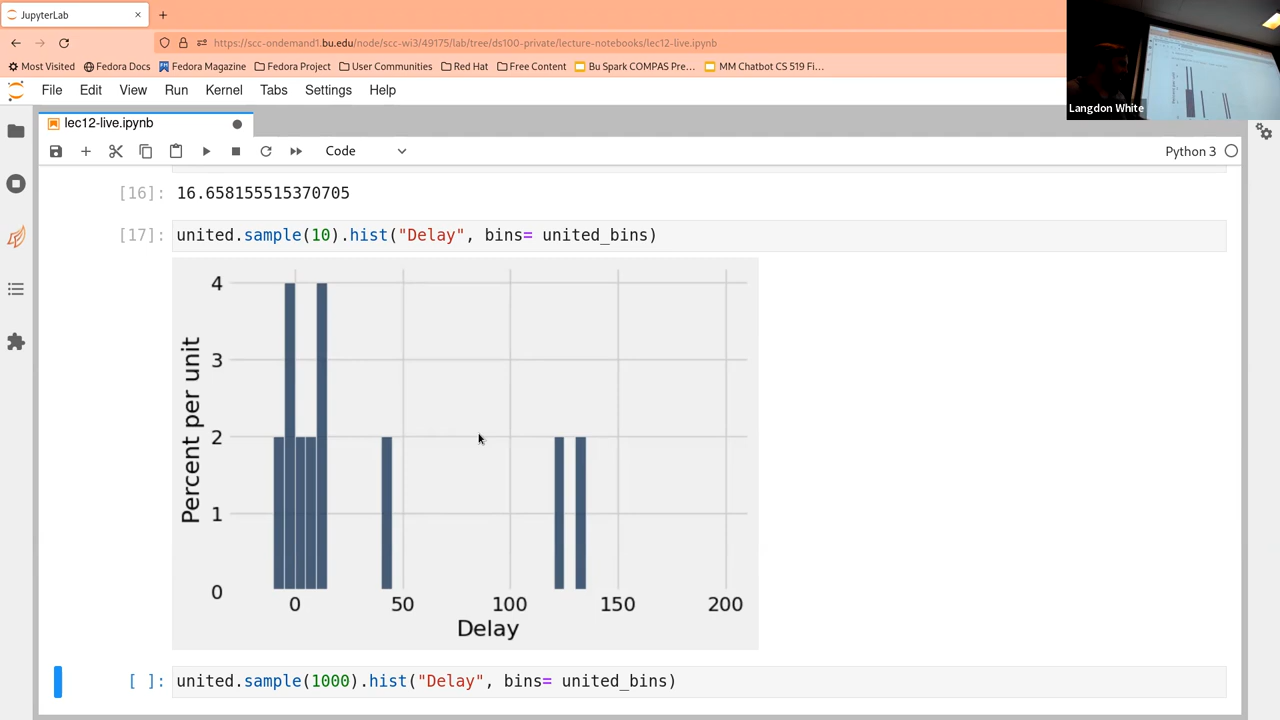 JupyterLab
https://scc-ondemand1.bu.edu/node/scc-wi3/49175/lab/tree/ds100-private/lecture-notebooks/lec12-live.ipynb
Most Visited Fedora Docs Fedora Magazine Fedora Project User Communities Red Hat Free Content Bu Spark COMPAS Pre… MM Chatbot CS 519 Fi…
Langdon White
File Edit View Run Kernel Tabs Settings Help
lec12-live.ipynb
Code
Python 3
[16]: 16.658155515370705
[17]: united.sample(10).hist("Delay", bins= united_bins)
4
3
2
1
0
Percent per unit
0 50 100 150 200
Delay
[ ]: united.sample(1000).hist("Delay", bins= united_bins)